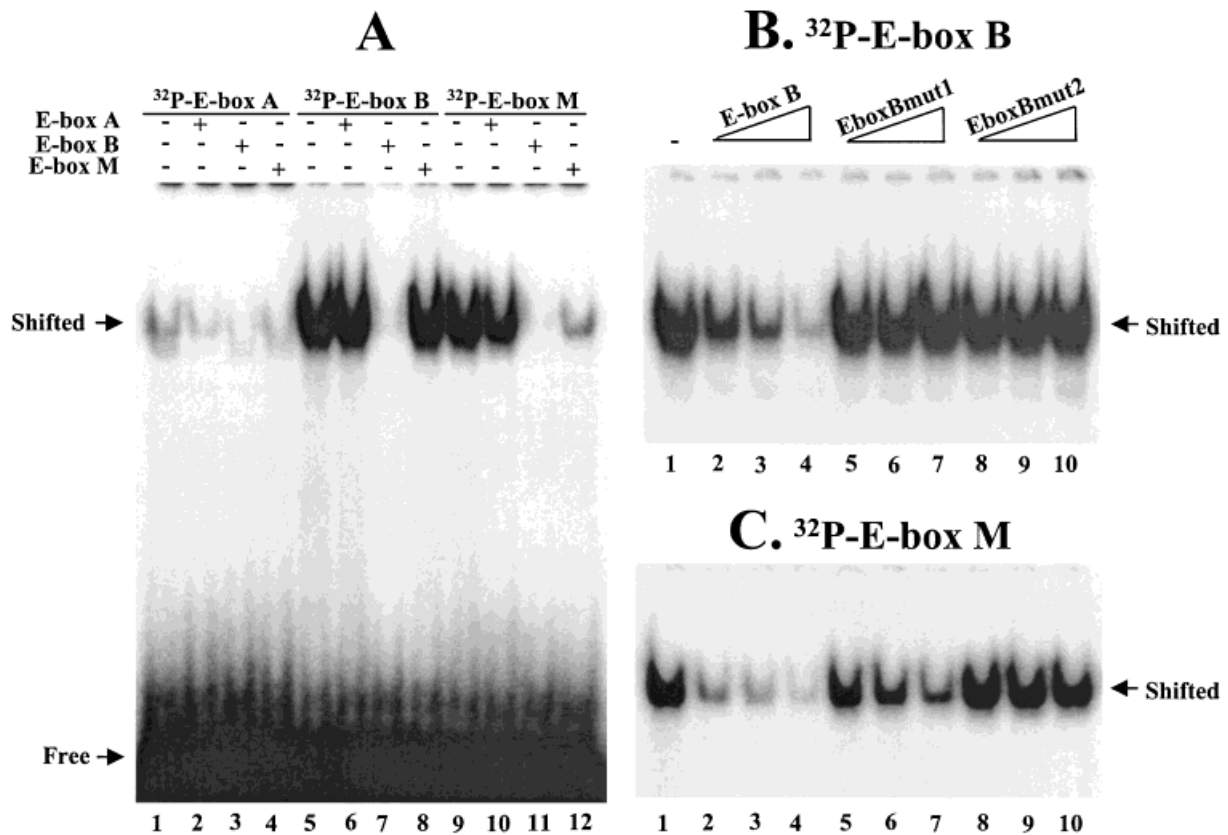 A
³²P-E-box A ³²P-E-box B ³²P-E-box M
E-box A - + - - - + - - - + - -
E-box B - - + - - - + - - - + -
E-box M - - - + - - - + - - - +
Shifted
Free
1 2 3 4 5 6 7 8 9 10 11 12
B. ³²P-E-box B
- E-box B EboxBmut1 EboxBmut2
Shifted
1 2 3 4 5 6 7 8 9 10
C. ³²P-E-box M
Shifted
1 2 3 4 5 6 7 8 9 10